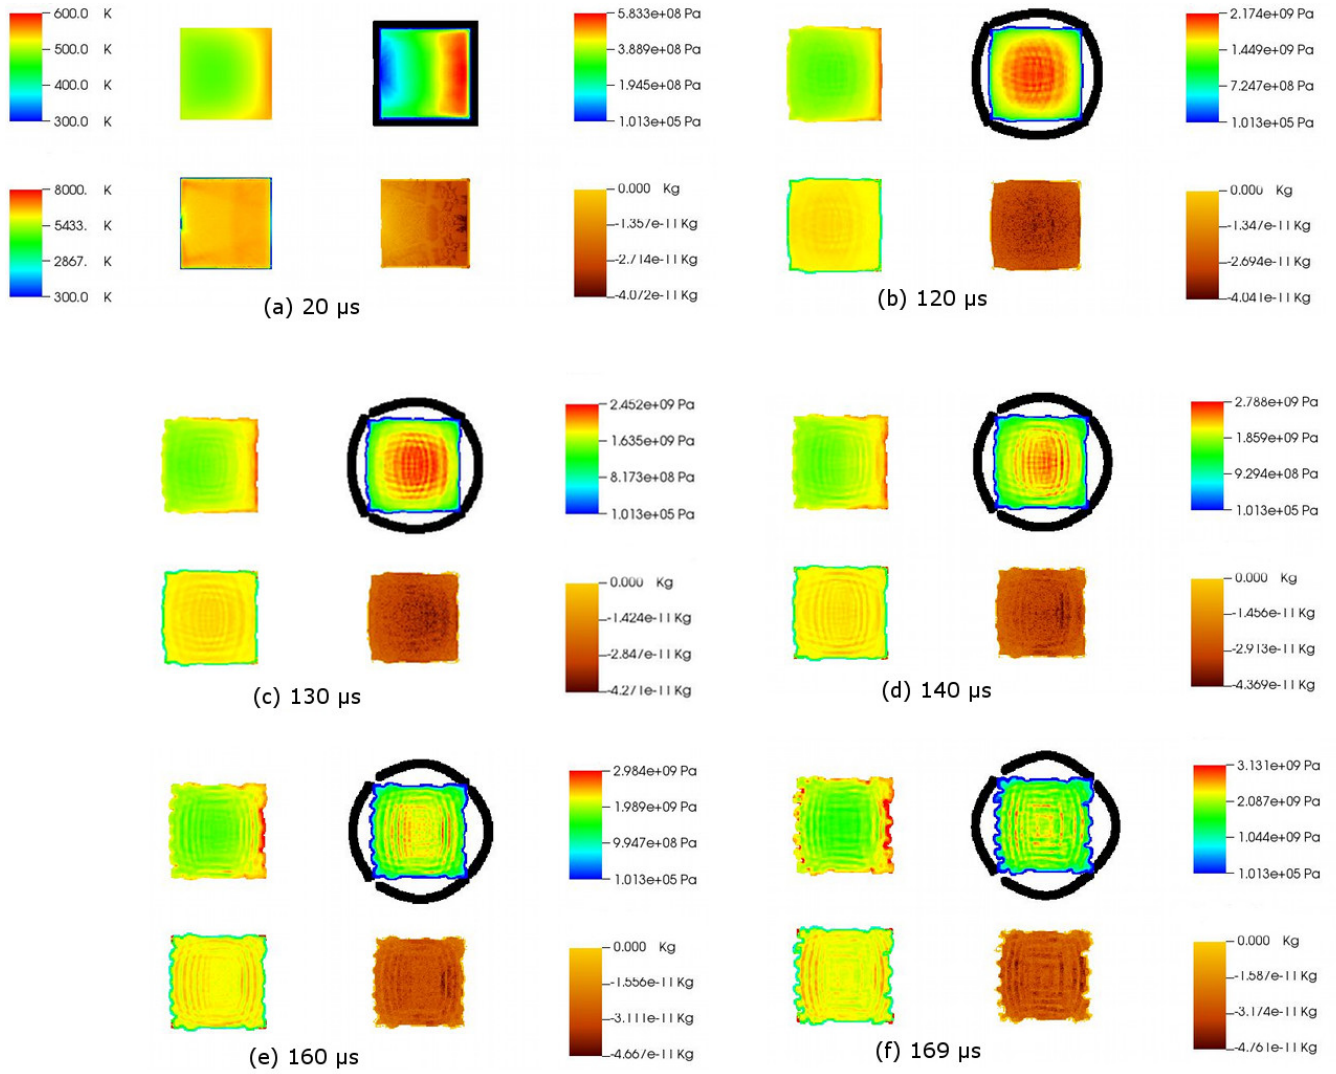 600.0 K
500.0 K
400.0 K
300.0 K
5.833e+08 Pa
3.889e+08 Pa
1.945e+08 Pa
1.013e+05 Pa
8000. K
5433. K
2867. K
300.0 K
0.000 Kg
-1.357e-11 Kg
-2.714e-11 Kg
-4.072e-11 Kg
(a) 20 µs
2.174e+09 Pa
1.449e+09 Pa
7.247e+08 Pa
1.013e+05 Pa
0.000 Kg
-1.347e-11 Kg
-2.694e-11 Kg
-4.041e-11 Kg
(b) 120 µs
2.452e+09 Pa
1.635e+09 Pa
8.173e+08 Pa
1.013e+05 Pa
0.000 Kg
-1.424e-11 Kg
-2.847e-11 Kg
-4.271e-11 Kg
(c) 130 µs
2.788e+09 Pa
1.859e+09 Pa
9.294e+08 Pa
1.013e+05 Pa
0.000 Kg
-1.456e-11 Kg
-2.913e-11 Kg
-4.369e-11 Kg
(d) 140 µs
2.984e+09 Pa
1.989e+09 Pa
9.947e+08 Pa
1.013e+05 Pa
0.000 Kg
-1.556e-11 Kg
-3.111e-11 Kg
-4.667e-11 Kg
(e) 160 µs
3.131e+09 Pa
2.087e+09 Pa
1.044e+09 Pa
1.013e+05 Pa
0.000 Kg
-1.587e-11 Kg
-3.174e-11 Kg
-4.761e-11 Kg
(f) 169 µs